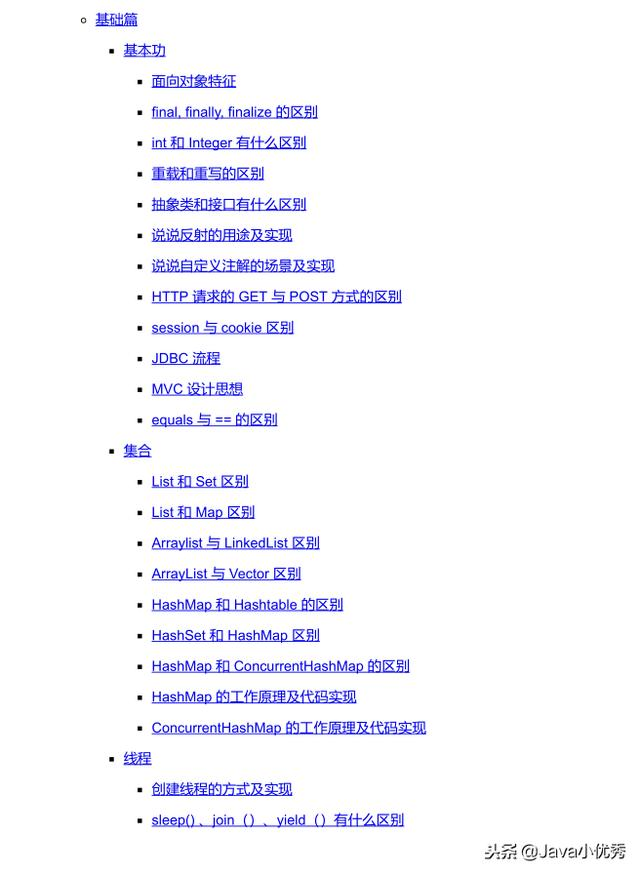 基础篇
基本功
面向对象特征
final, finally, finalize 的区别
int 和 Integer 有什么区别
重载和重写的区别
抽象类和接口有什么区别
说说反射的用途及实现
说说自定义注解的场景及实现
HTTP 请求的 GET 与 POST 方式的区别
session 与 cookie 区别
JDBC 流程
MVC 设计思想
equals 与 == 的区别
集合
List 和 Set 区别
List 和 Map 区别
Arraylist 与 LinkedList 区别
ArrayList 与 Vector 区别
HashMap 和 Hashtable 的区别
HashSet 和 HashMap 区别
HashMap 和 ConcurrentHashMap 的区别
HashMap 的工作原理及代码实现
ConcurrentHashMap 的工作原理及代码实现
线程
创建线程的方式及实现
sleep() 、join（）、yield（）有什么区别
头条 @Java小优秀